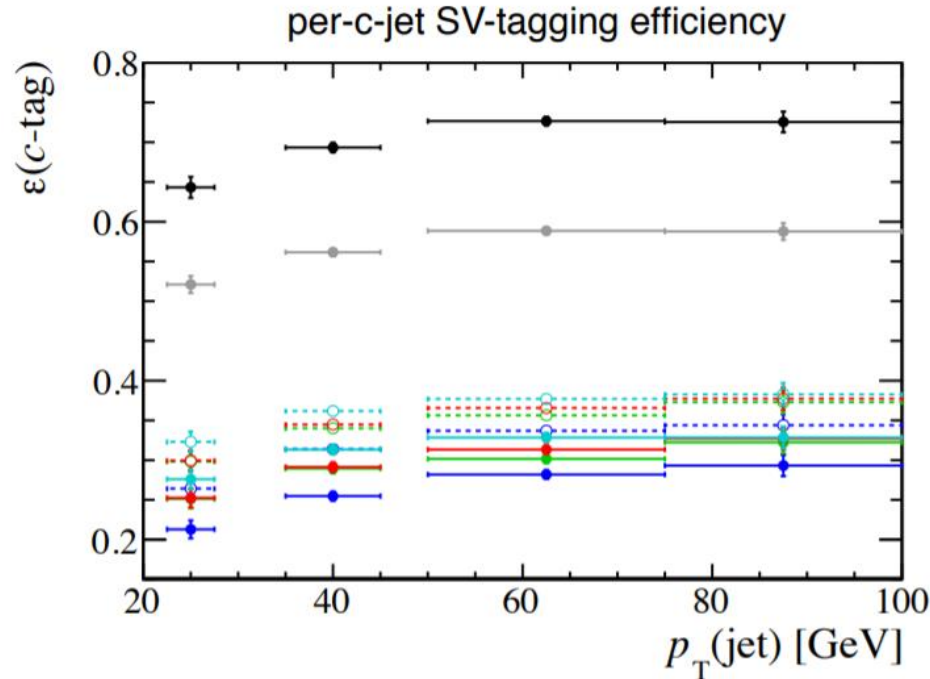 per-c-jet SV-tagging efficiency
ε(c-tag)
0.8
0.6
0.4
0.2
20 40 60 80 100
p_T(jet) [GeV]